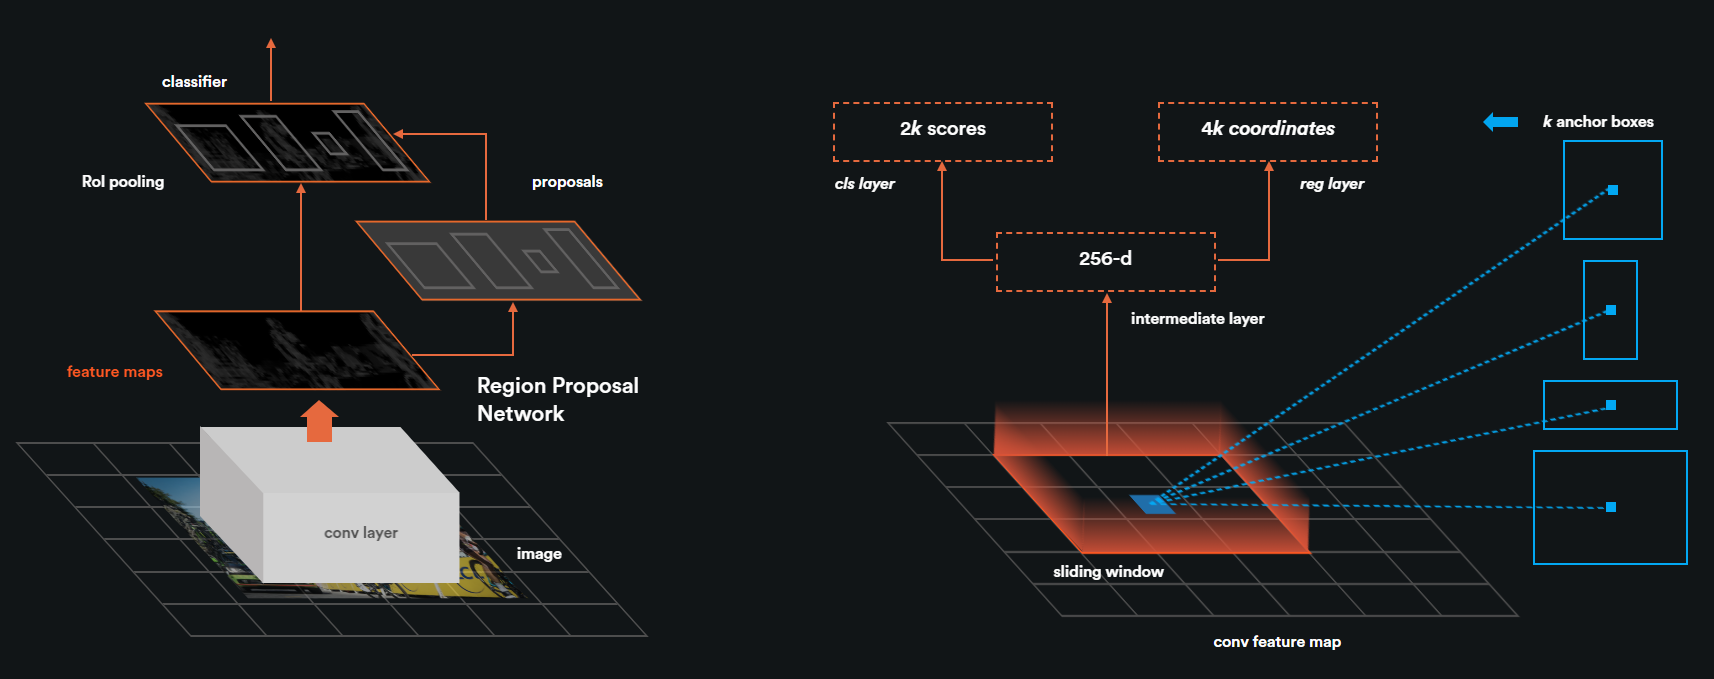 classifier
RoI pooling
proposals
feature maps
Region Proposal
Network
conv layer
image
2k scores
4k coordinates
k anchor boxes
cls layer
reg layer
256-d
intermediate layer
sliding window
conv feature map